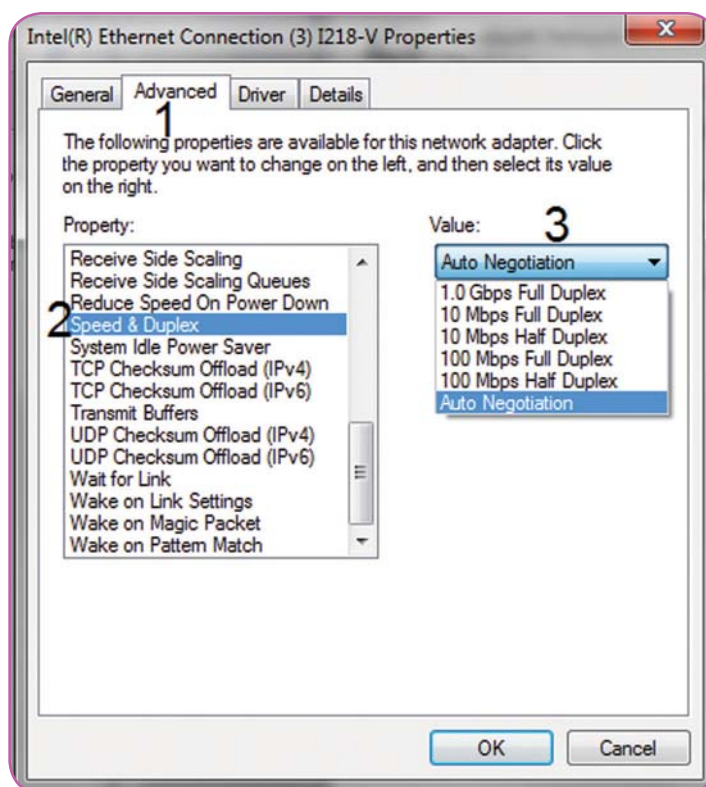 Intel(R) Ethernet Connection (3) I218-V Properties
General Advanced Driver Details
1
The following properties are available for this network adapter. Click
the property you want to change on the left, and then select its value
on the right.
Property:
Value:
3
Receive Side Scaling
Receive Side Scaling Queues
Reduce Speed On Power Down
2
Speed & Duplex
System Idle Power Saver
TCP Checksum Offload (IPv4)
TCP Checksum Offload (IPv6)
Transmit Buffers
UDP Checksum Offload (IPv4)
UDP Checksum Offload (IPv6)
Wait for Link
Wake on Link Settings
Wake on Magic Packet
Wake on Pattern Match
Auto Negotiation
1.0 Gbps Full Duplex
10 Mbps Full Duplex
10 Mbps Half Duplex
100 Mbps Full Duplex
100 Mbps Half Duplex
Auto Negotiation
OK
Cancel